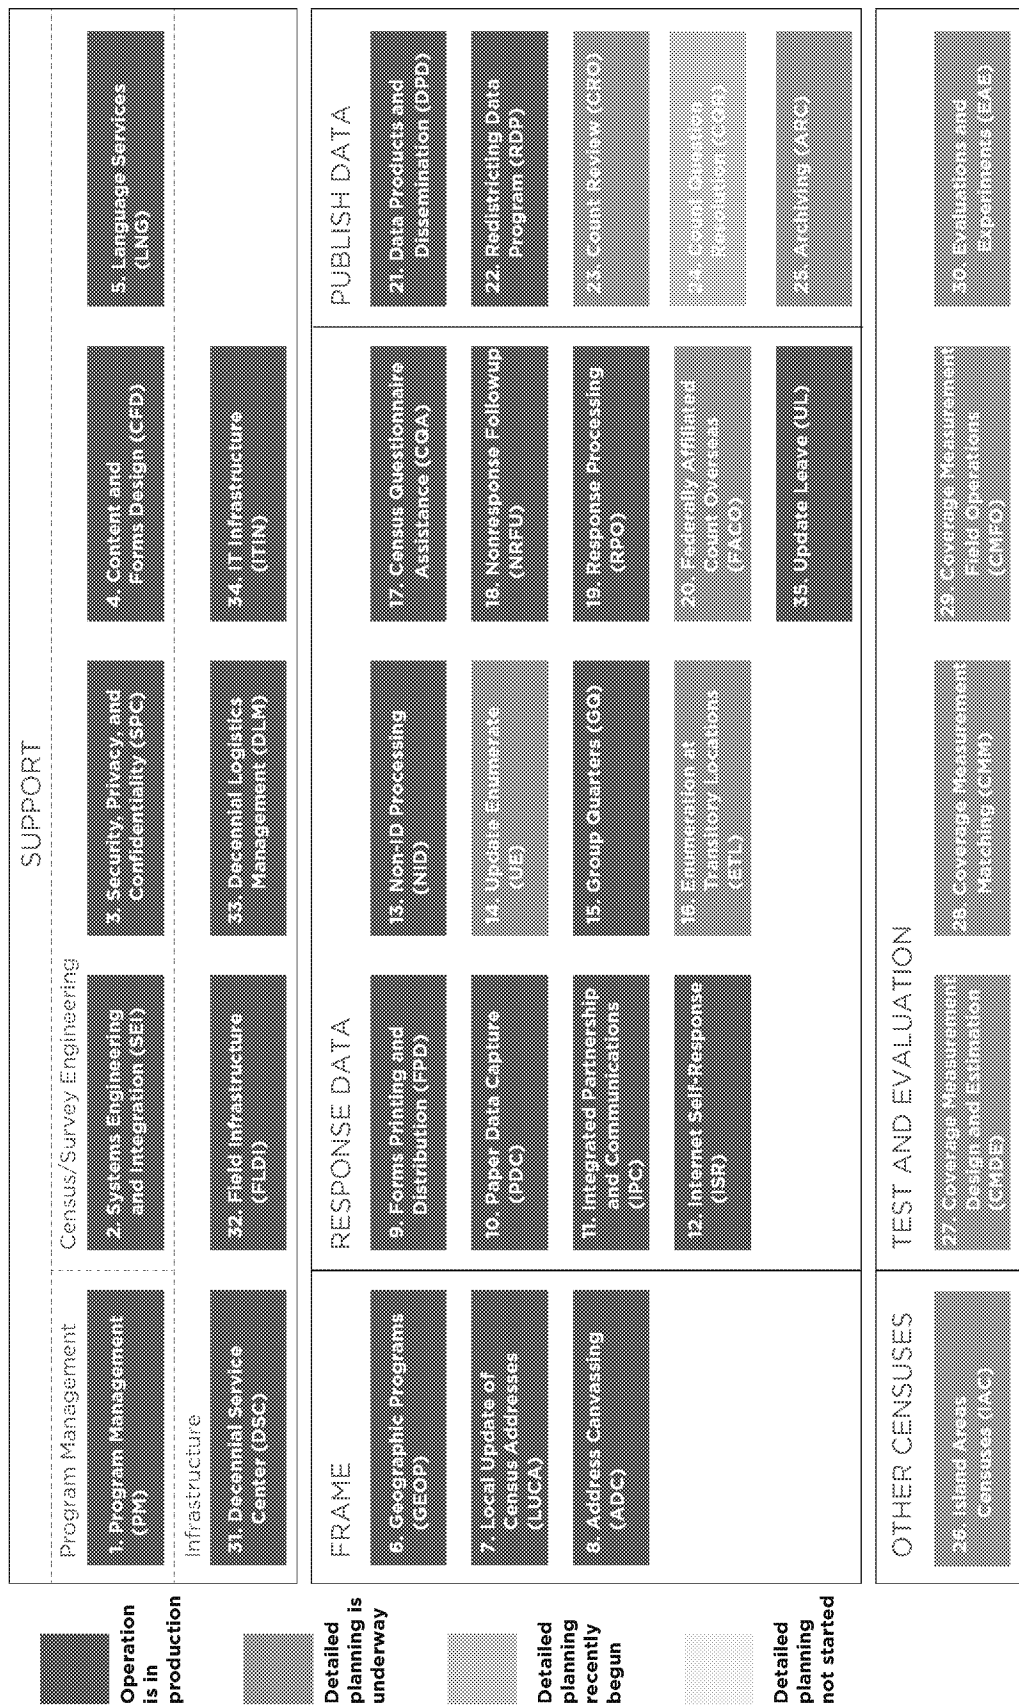 SUPPORT
Program Management
Census/Survey Engineering
1. Program Management
(PM)
2. Systems Engineering
and Integration (SEI)
3. Security, Privacy, and
Confidentiality (SPC)
4. Content and
Forms Design (CFD)
5. Language Services
(LNG)
Infrastructure
31. Decennial Service
Center (DSC)
32. Field Infrastructure
(FLDI)
33. Decennial Logistics
Management (DLM)
34. IT Infrastructure
(ITIN)
FRAME
6. Geographic Programs
(GEOP)
7. Local Update of
Census Addresses
(LUCA)
8. Address Canvassing
(ADC)
RESPONSE DATA
9. Forms Printing and
Distribution (FPD)
10. Paper Data Capture
(PDC)
11. Integrated Partnership
and Communications
(IPC)
12. Internet Self-Response
(ISR)
13. Non-ID Processing
(NID)
14. Update Enumerate
(UE)
15. Group Quarters (GQ)
16. Enumeration at
Transitory Locations
(ETL)
17. Census Questionnaire
Assistance (CQA)
18. Nonresponse Followup
(NRFU)
19. Response Processing
(RPO)
20. Federally Affiliated
Count Overseas
(FACO)
35. Update Leave (UL)
PUBLISH DATA
21. Data Products and
Dissemination (DPD)
22. Redistricting Data
Program (RDP)
23. Count Review (CRO)
24. Count Question
Resolution (CQR)
25. Archiving (ARC)
OTHER CENSUSES
26. Island Areas
Censuses (IAC)
TEST AND EVALUATION
27. Coverage Measurement
Design and Estimation
(CMDE)
28. Coverage Measurement
Matching (CMM)
29. Coverage Measurement
Field Operations
(CMFO)
30. Evaluations and
Experiments (EAE)
Operation
is in
production
Detailed
planning is
underway
Detailed
planning
recently
begun
Detailed
planning
not started